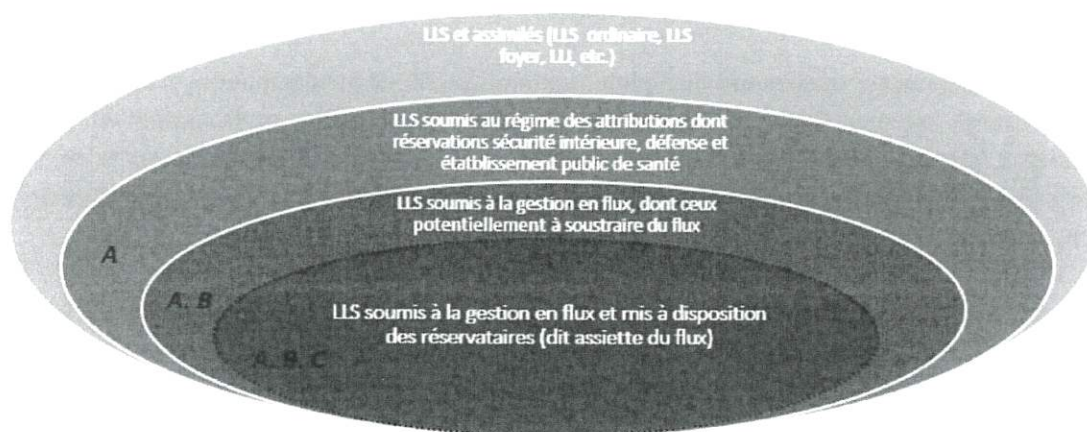 LLS et assimilés (LLS ordinaire, LLS
foyer, LLI, etc.)
LLS soumis au régime des attributions dont
réservations sécurité intérieure, défense et
étatblissement public de santé
LLS soumis à la gestion en flux, dont ceux
potentiellement à soustraire du flux
A
A. B
LLS soumis à la gestion en flux et mis à disposition
des réservataires (dit assiette du flux)
A. B. C